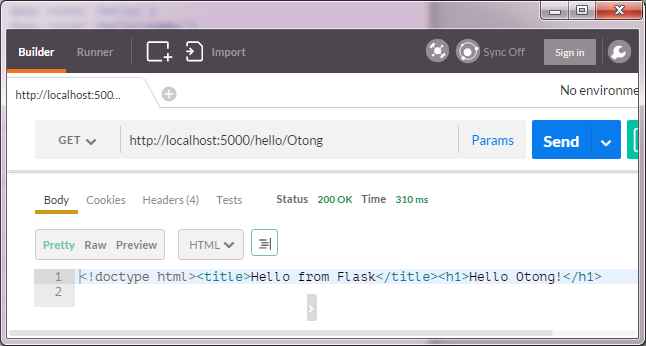 Builder Runner Import Sync Off Sign in
http://localhost:500...
No environme
GET http://localhost:5000/hello/Otong Params Send
Body Cookies Headers (4) Tests Status 200 OK Time 310 ms
Pretty Raw Preview HTML
1 <!doctype html><title>Hello from Flask</title><h1>Hello Otong!</h1>
2